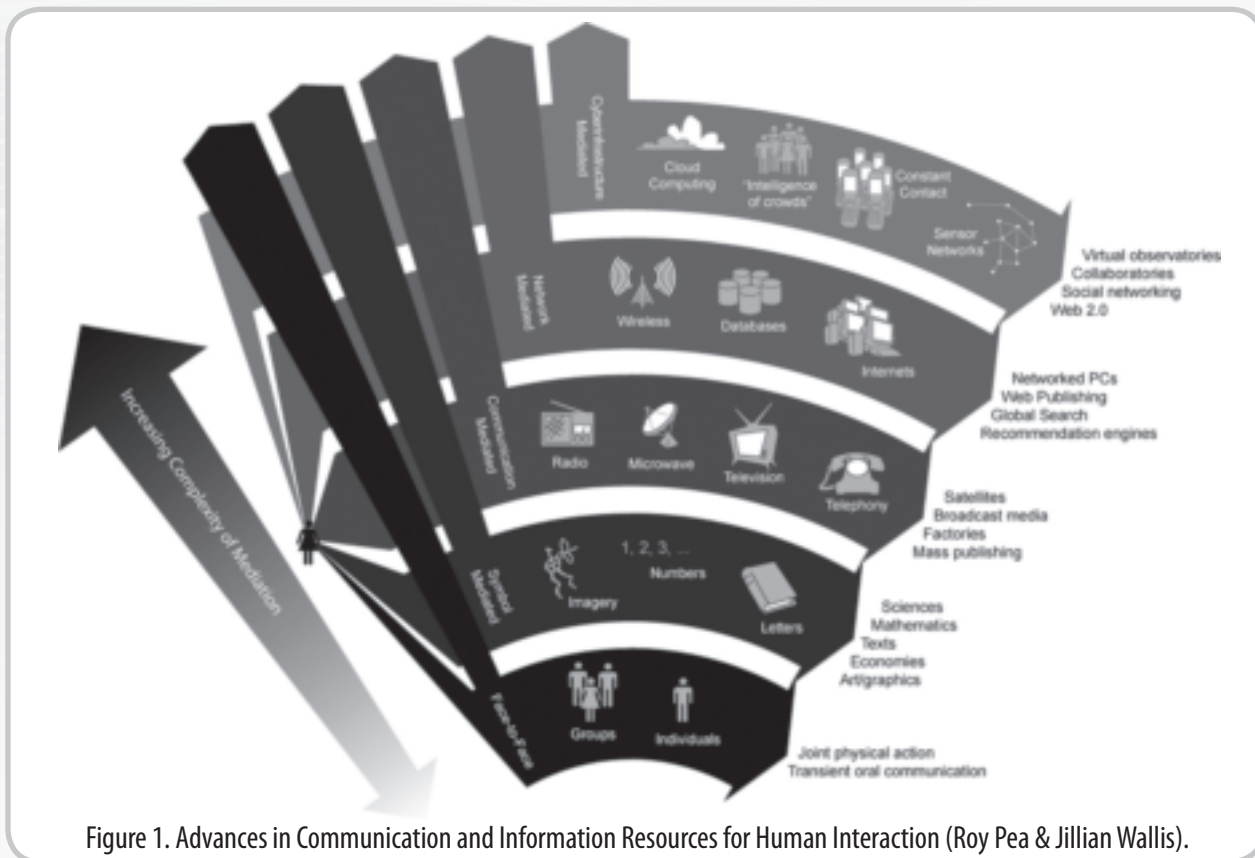 Cyberinfrastructure
Mediated
Cloud
Computing
"Intelligence
of crowds"
Constant
Contact
Sensor
Networks
Virtual observatories
Collaboratories
Social networking
Web 2.0
Network
Mediated
Wireless
Databases
Internets
Networked PCs
Web Publishing
Global Search
Recommendation engines
Communication
Mediated
Radio
Microwave
Television
Telephony
Satellites
Broadcast media
Factories
Mass publishing
Symbol
Mediated
Imagery
1, 2, 3, ...
Numbers
Letters
Sciences
Mathematics
Texts
Economies
Art/graphics
Face-to-Face
Groups
Individuals
Joint physical action
Transient oral communication
Increasing Complexity of Mediation
Figure 1. Advances in Communication and Information Resources for Human Interaction (Roy Pea & Jillian Wallis).